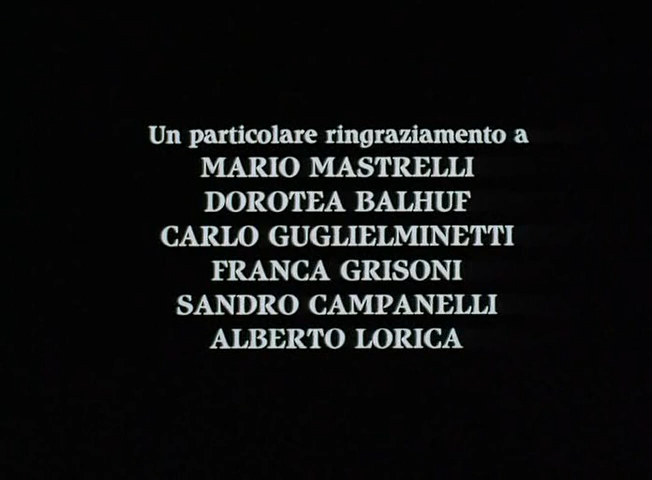 Un particolare ringraziamento a
MARIO MASTRELLI
DOROTEA BALHUF
CARLO GUGLIELMINETTI
FRANCA GRISONI
SANDRO CAMPANELLI
ALBERTO LORICA